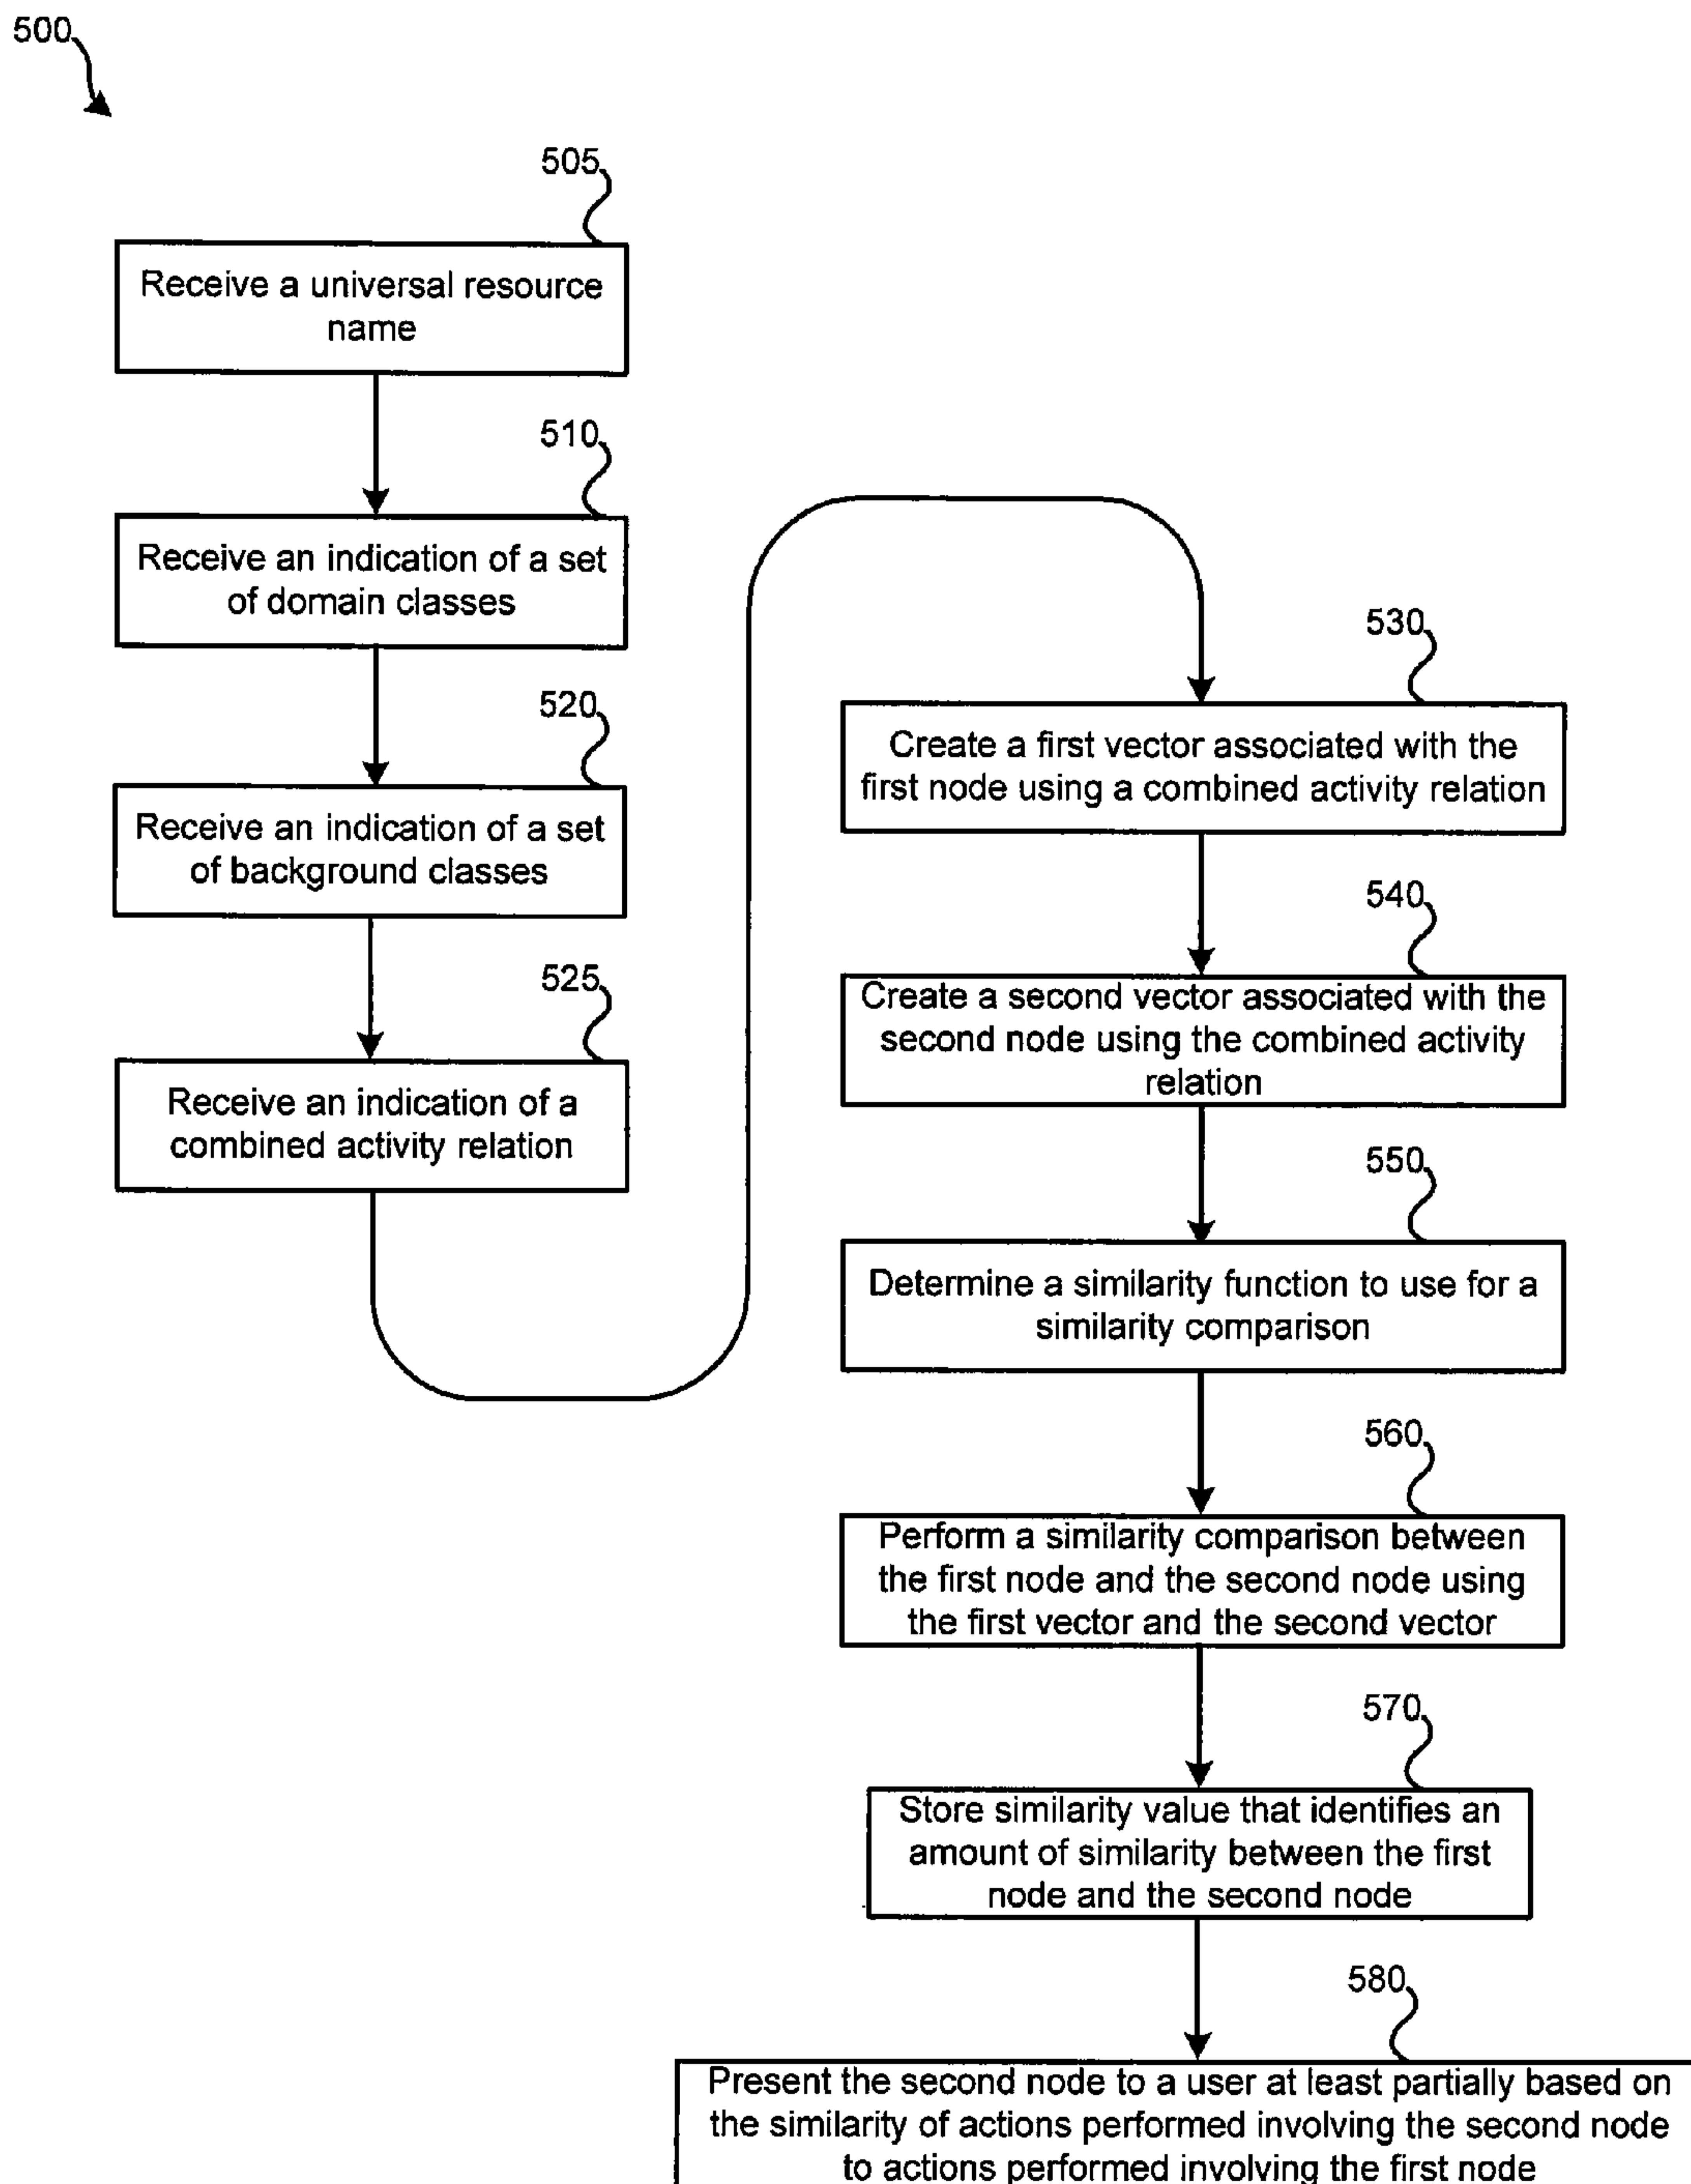 500
505
Receive a universal resource
name
510
Receive an indication of a set
of domain classes
520
Receive an indication of a set
of background classes
525
Receive an indication of a
combined activity relation
530
Create a first vector associated with the
first node using a combined activity relation
540
Create a second vector associated with the
second node using the combined activity
relation
550
Determine a similarity function to use for a
similarity comparison
560
Perform a similarity comparison between
the first node and the second node using
the first vector and the second vector
570
Store similarity value that identifies an
amount of similarity between the first
node and the second node
580
Present the second node to a user at least partially based on
the similarity of actions performed involving the second node
to actions performed involving the first node